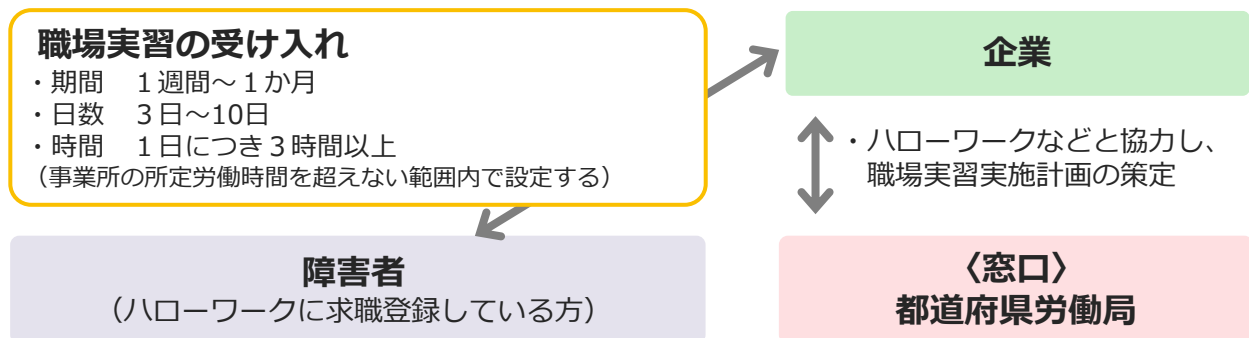 職場実習の受け入れ
・期間　１週間～１か月
・日数　３日～10日
・時間　１日につき３時間以上
（事業所の所定労働時間を超えない範囲内で設定する）
企業
・ハローワークなどと協力し、
職場実習実施計画の策定
障害者
（ハローワークに求職登録している方）
〈窓口〉
都道府県労働局